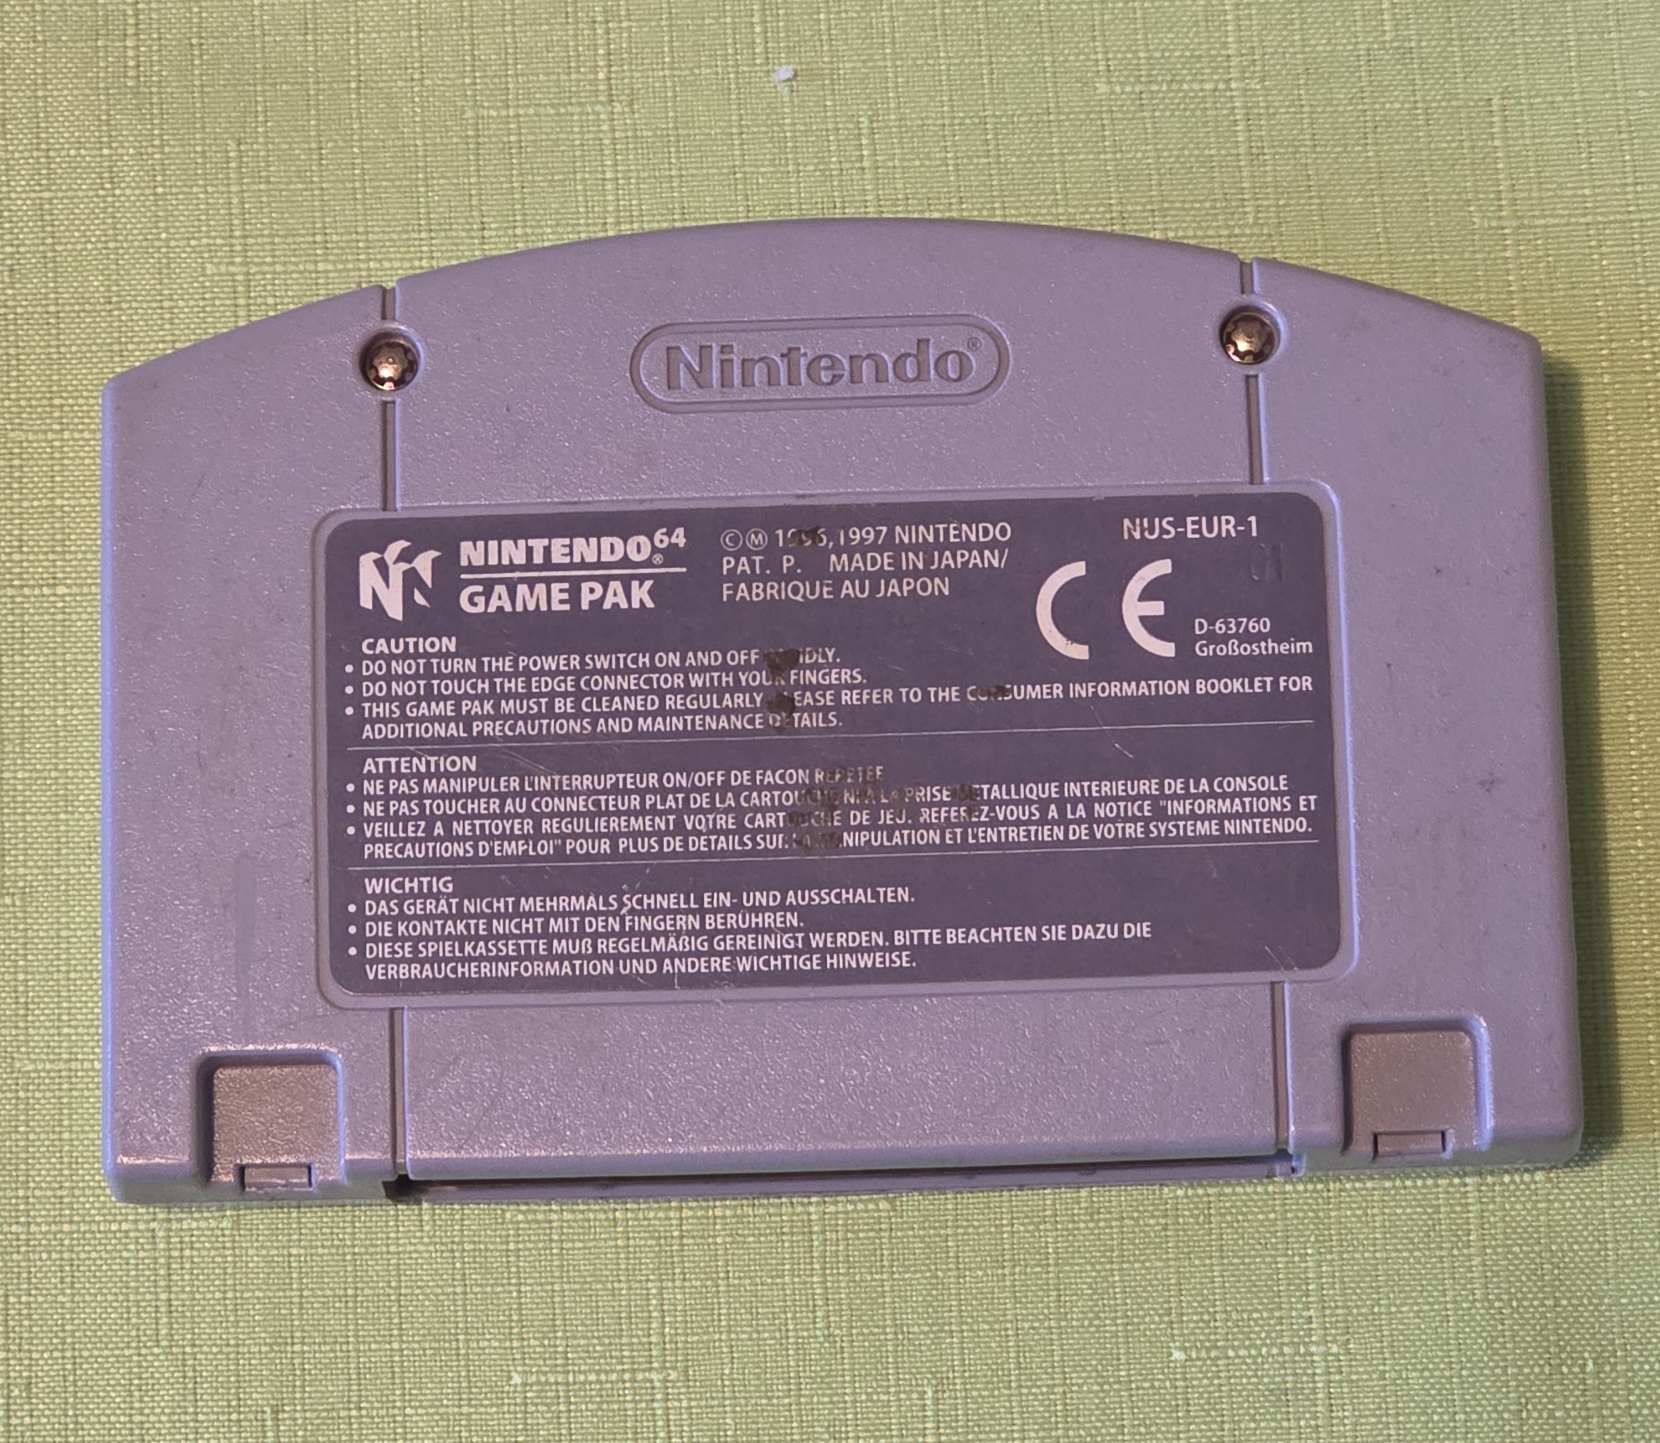 Nintendo®
NINTENDO64®
GAME PAK
©Ⓜ 1996,1997 NINTENDO
PAT. P. MADE IN JAPAN/
FABRIQUE AU JAPON
NUS-EUR-1
CE
D-63760
Großostheim
CAUTION
• DO NOT TURN THE POWER SWITCH ON AND OFF IDLY.
• DO NOT TOUCH THE EDGE CONNECTOR WITH YOUR FINGERS.
• THIS GAME PAK MUST BE CLEANED REGULARLY EASE REFER TO THE CONSUMER INFORMATION BOOKLET FOR
ADDITIONAL PRECAUTIONS AND MAINTENANCE DETAILS.
ATTENTION
• NE PAS MANIPULER L'INTERRUPTEUR ON/OFF DE FACON REPETEE
• NE PAS TOUCHER AU CONNECTEUR PLAT DE LA CARTOUCHE NI A LA PRISE METALLIQUE INTERIEURE DE LA CONSOLE
• VEILLEZ A NETTOYER REGULIEREMENT VOTRE CARTOUCHE DE JEU. REFEREZ-VOUS A LA NOTICE "INFORMATIONS ET
PRECAUTIONS D'EMPLOI" POUR PLUS DE DETAILS SUR LA MANIPULATION ET L'ENTRETIEN DE VOTRE SYSTEME NINTENDO.
WICHTIG
• DAS GERÄT NICHT MEHRMALS SCHNELL EIN- UND AUSSCHALTEN.
• DIE KONTAKTE NICHT MIT DEN FINGERN BERÜHREN.
• DIESE SPIELKASSETTE MUß REGELMÄßIG GEREINIGT WERDEN. BITTE BEACHTEN SIE DAZU DIE
VERBRAUCHERINFORMATION UND ANDERE WICHTIGE HINWEISE.